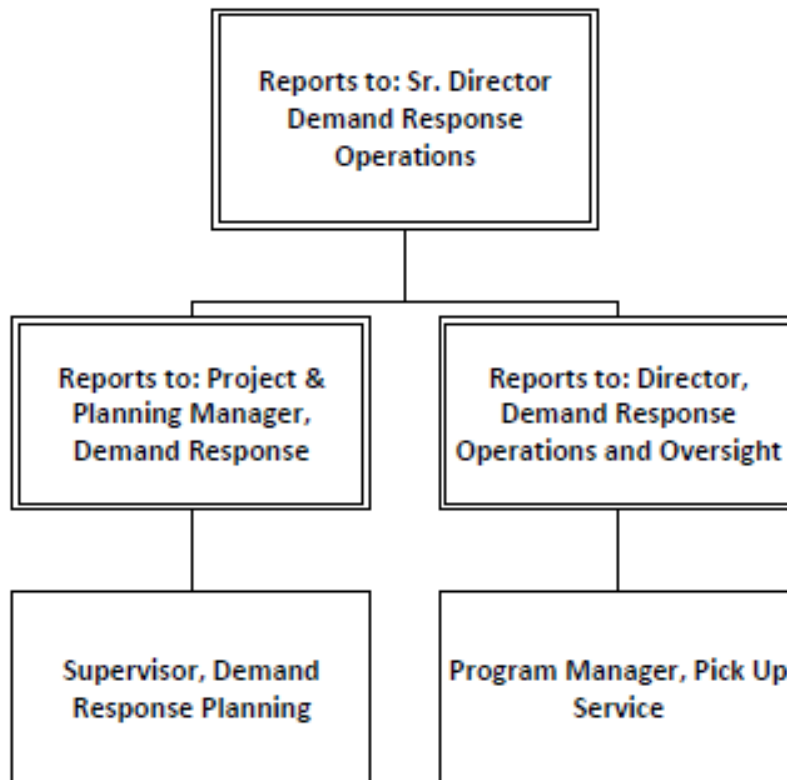 Reports to: Sr. Director
Demand Response
Operations
Reports to: Project &
Planning Manager,
Demand Response
Reports to: Director,
Demand Response
Operations and Oversight
Supervisor, Demand
Response Planning
Program Manager, Pick Up
Service